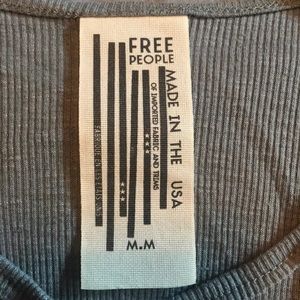 FREE
PEOPLE
MADE IN THE USA
OF IMPORTED FABRIC AND TRIMS
M.M